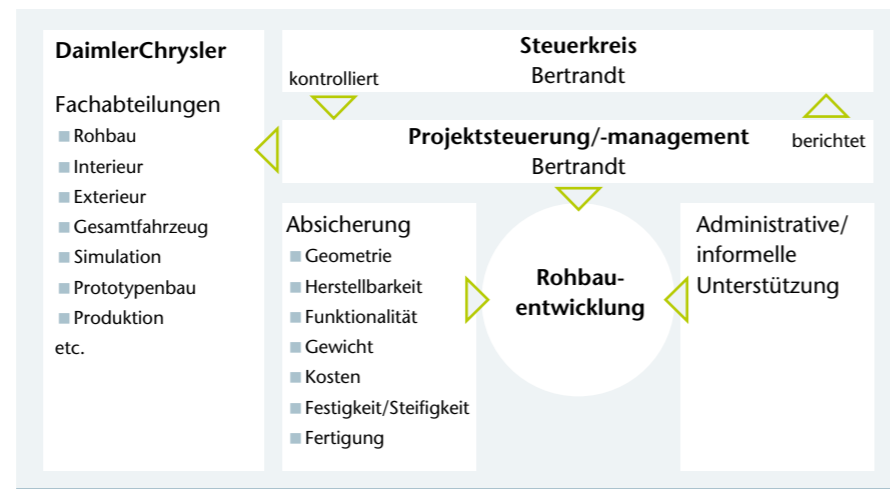 DaimlerChrysler
Fachabteilungen
Rohbau
Interieur
Exterieur
Gesamtfahrzeug
Simulation
Prototypenbau
Produktion
etc.
Steuerkreis
Bertrandt
kontrolliert
Projektsteuerung/-management
Bertrandt
berichtet
Absicherung
Geometrie
Herstellbarkeit
Funktionalität
Gewicht
Kosten
Festigkeit/Steifigkeit
Fertigung
Rohbau-
entwicklung
Administrative/
informelle
Unterstützung